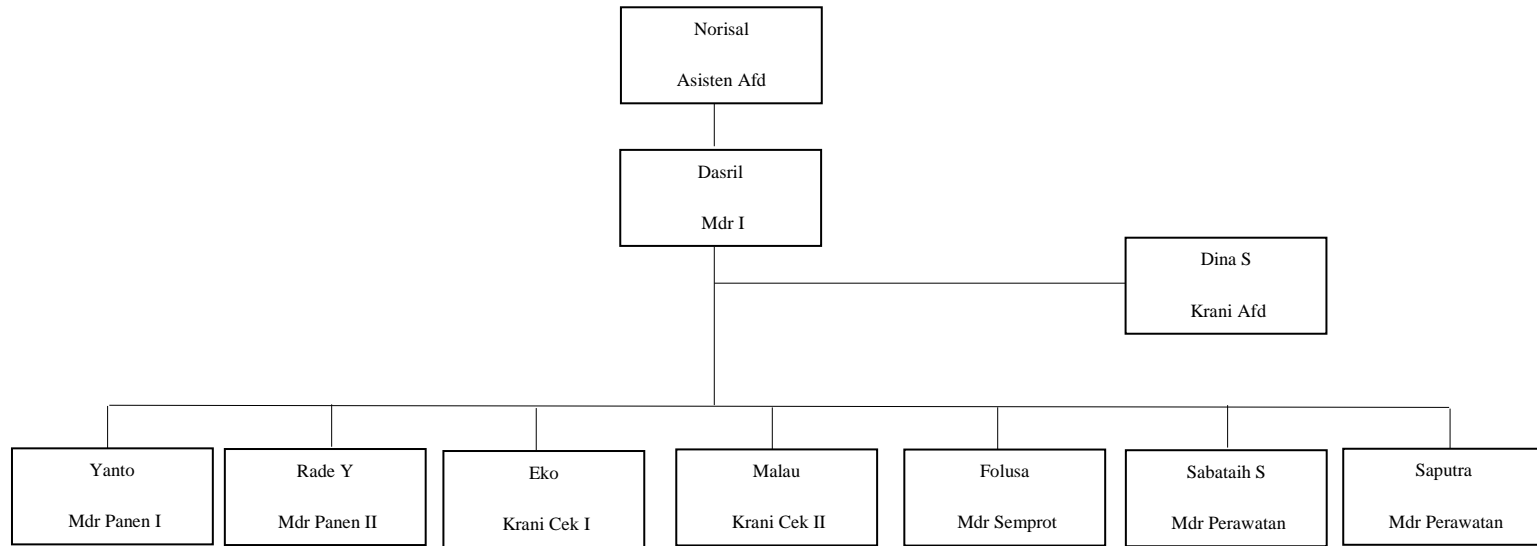 Norisal
Asisten Afd
Dasril
Mdr I
Dina S
Krani Afd
Yanto
Mdr Panen I
Rade Y
Mdr Panen II
Eko
Krani Cek I
Malau
Krani Cek II
Folusa
Mdr Semprot
Sabataih S
Mdr Perawatan
Saputra
Mdr Perawatan